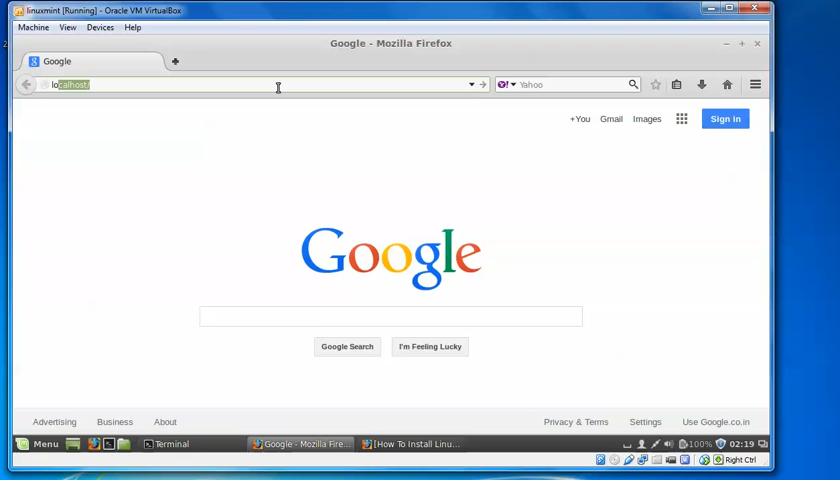 linuxmint [Running] - Oracle VM VirtualBox
Machine View Devices Help
Google - Mozilla Firefox
Google
localhost/
Yahoo
+You Gmail Images Sign in
Google
Google Search I'm Feeling Lucky
Advertising Business About Privacy & Terms Settings Use Google.co.in
Menu Terminal Google - Mozilla Fire... [How To Install Linu... 100% 02:19
Right Ctrl